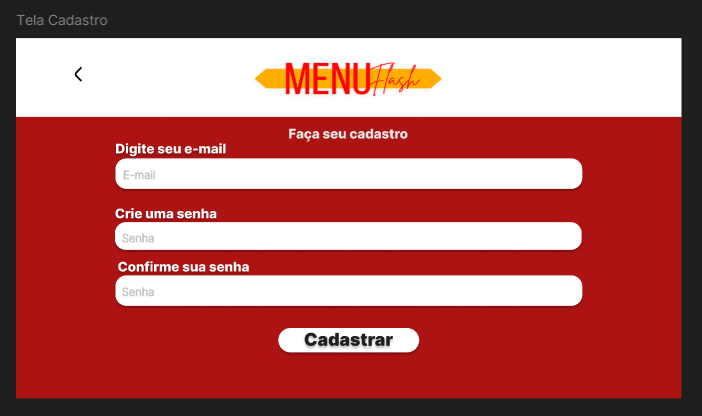 Tela Cadastro
MENU Flash
Faça seu cadastro
Digite seu e-mail
E-mail
Crie uma senha
Senha
Confirme sua senha
Senha
Cadastrar